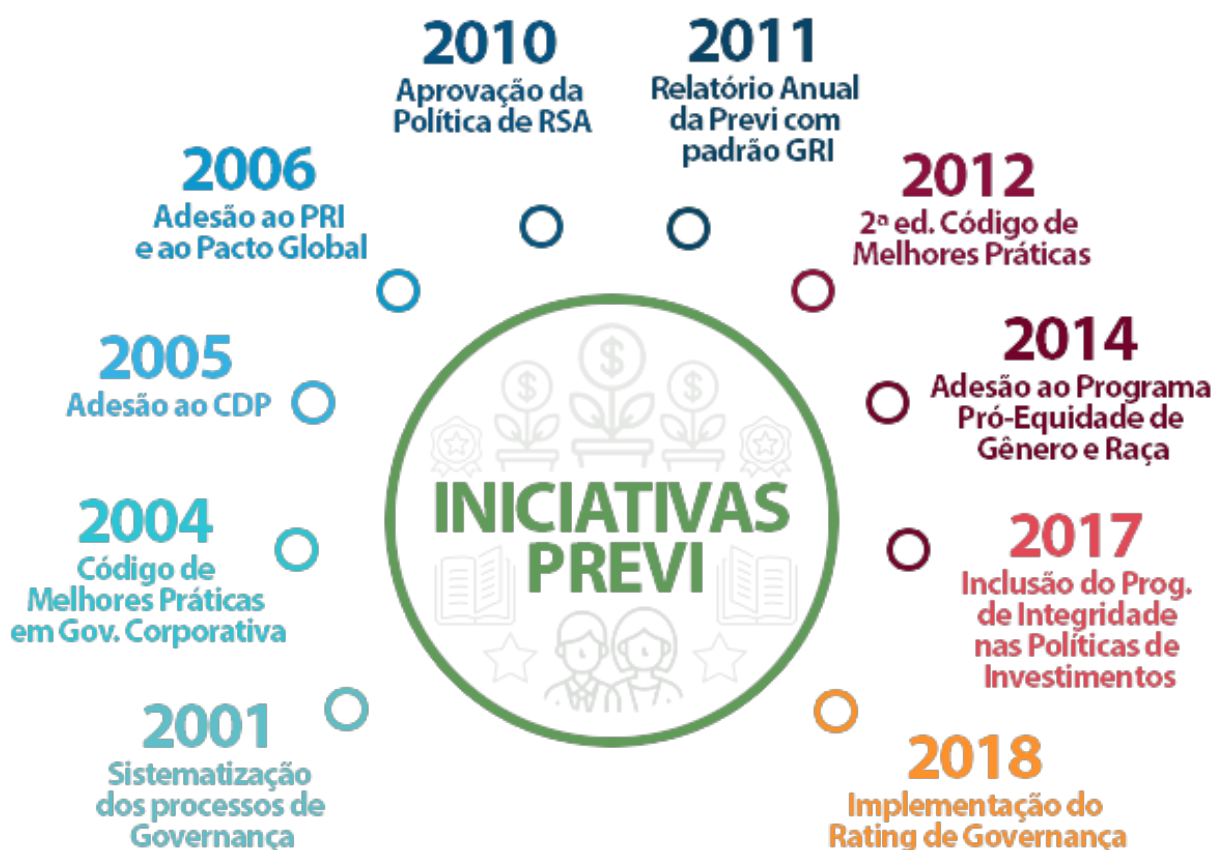 2001
Sistematização
dos processos de
Governança
2004
Código de
Melhores Práticas
em Gov. Corporativa
2005
Adesão ao CDP
2006
Adesão ao PRI
e ao Pacto Global
2010
Aprovação da
Política de RSA
2011
Relatório Anual
da Previ com
padrão GRI
2012
2ª ed. Código de
Melhores Práticas
2014
Adesão ao Programa
Pró-Equidade de
Gênero e Raça
2017
Inclusão do Prog.
de Integridade
nas Políticas de
Investimentos
2018
Implementação do
Rating de Governança
$
$
$
INICIATIVAS
PREVI